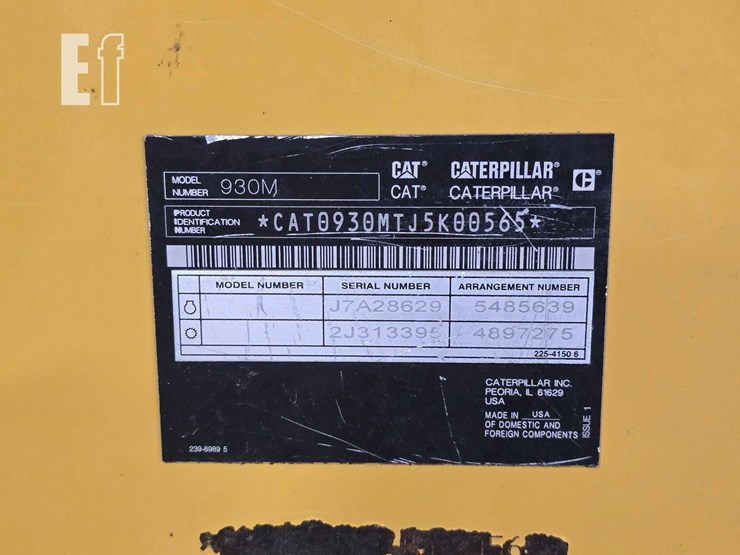 Ef
MODEL NUMBER 930M
CAT® CATERPILLAR® C
CAT® CATERPILLAR®
PRODUCT IDENTIFICATION NUMBER *CAT0930MTJ5K00565*
MODEL NUMBER SERIAL NUMBER ARRANGEMENT NUMBER
J7A28629 5485639
2J313395 4897275
225-4150 6
CATERPILLAR INC.
PEORIA, IL 61629
USA
MADE IN USA
OF DOMESTIC AND
FOREIGN COMPONENTS
ISSUE 1
239-6989 5